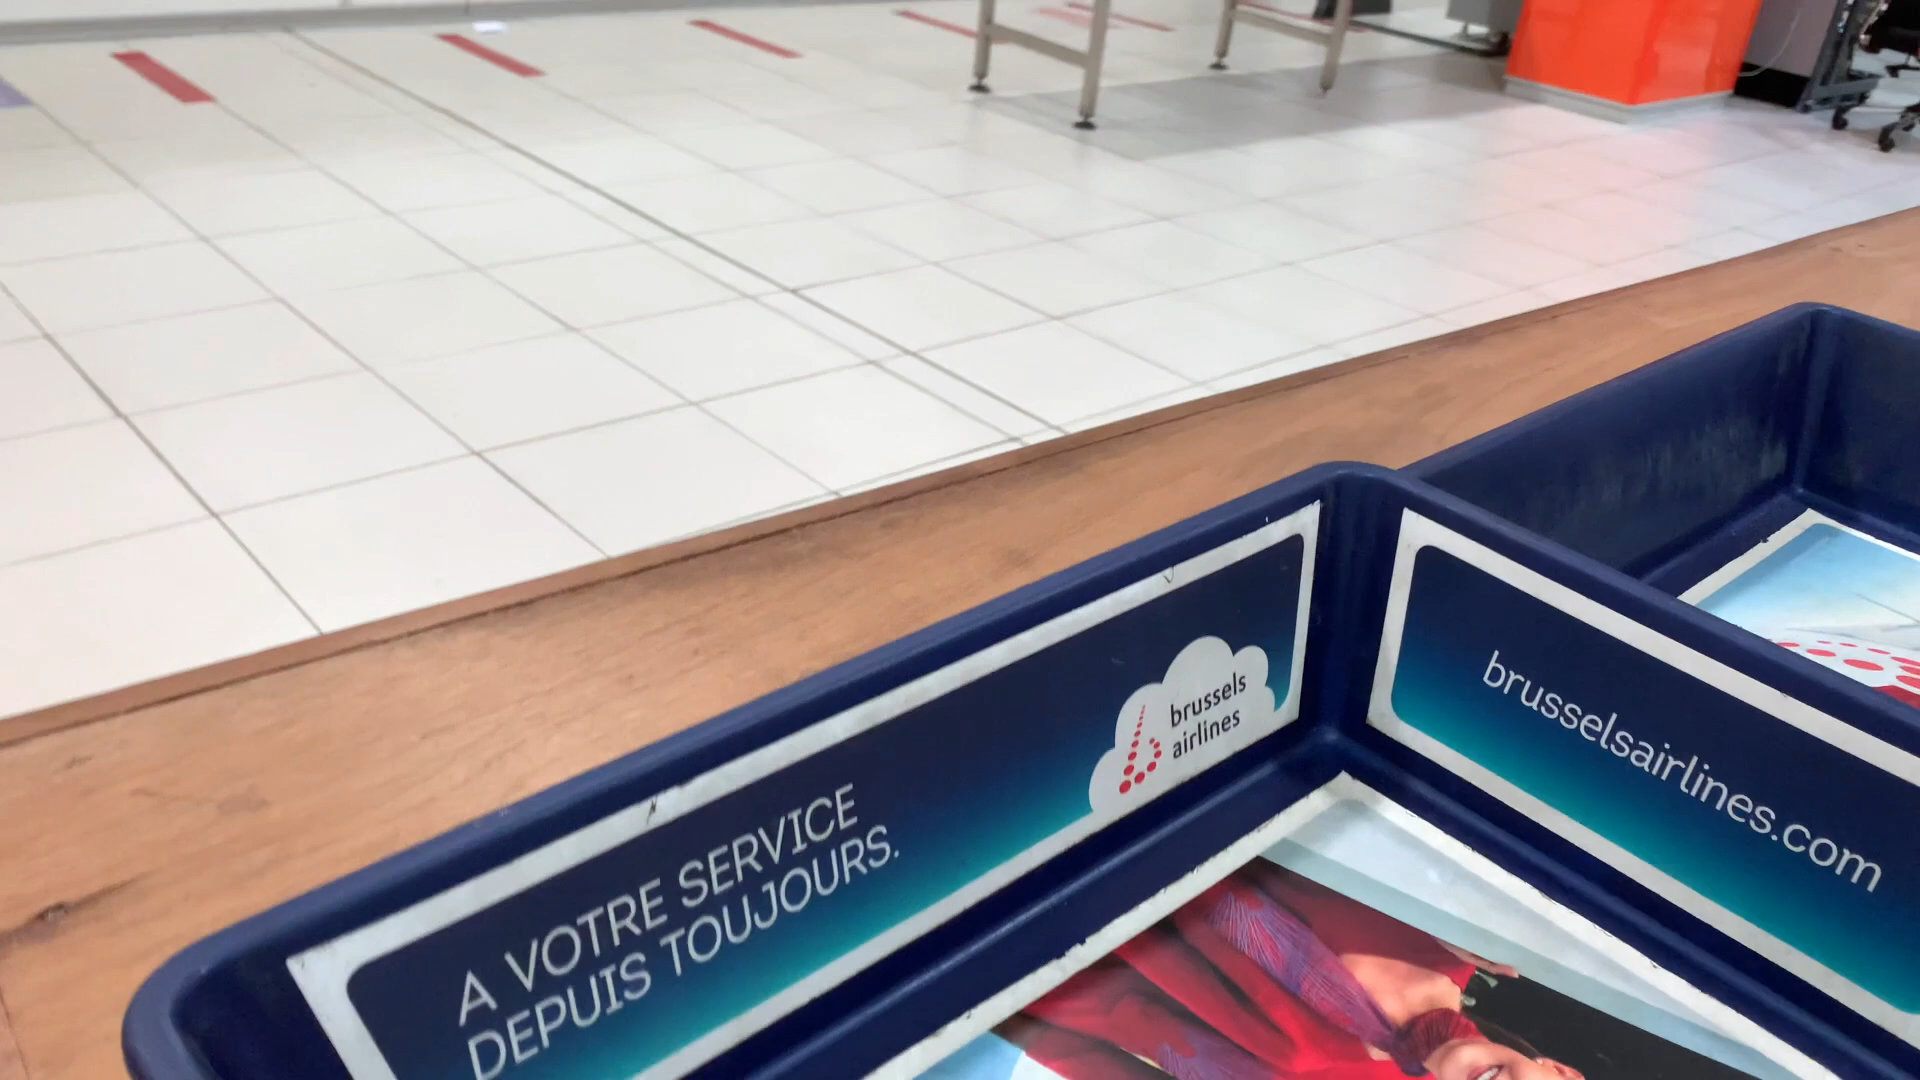 A VOTRE SERVICE
DEPUIS TOUJOURS.
brussels
airlines
brusselsairlines.com